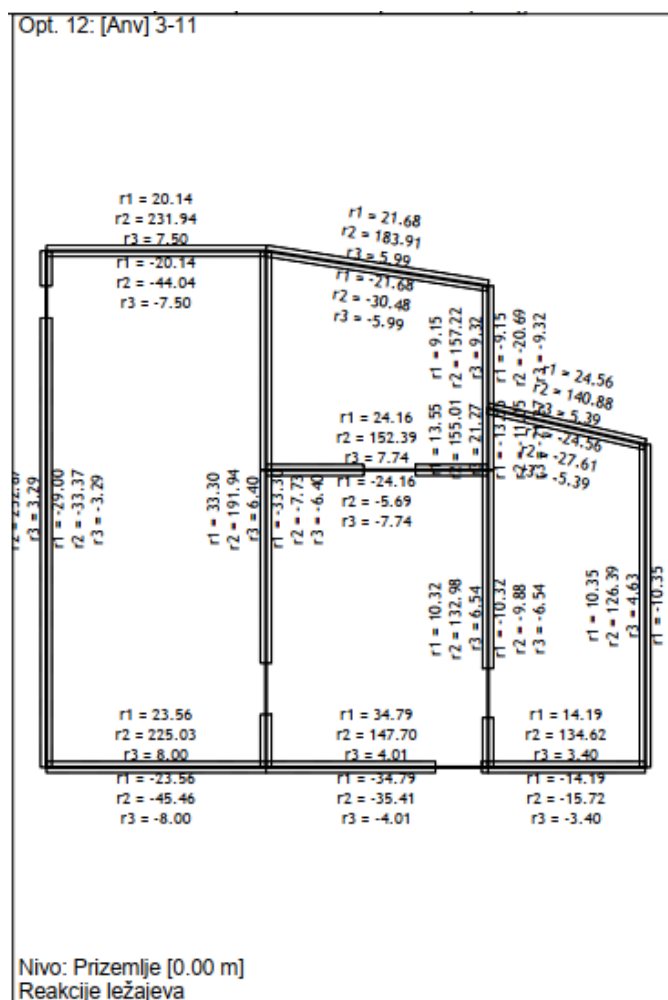 Opt. 12: [Anv] 3-11
r1 = 20.14
r2 = 231.94
r3 = 7.50
r1 = -20.14
r2 = -44.04
r3 = -7.50
r1 = 21.68
r2 = 183.91
r3 = 5.99
r1 = -21.68
r2 = -30.48
r3 = -5.99
r1 = 9.15
r2 = 157.22
r3 = 9.32
r1 = -9.15
r2 = -20.69
r3 = -9.32
r1 = 24.56
r2 = 140.88
r3 = 5.39
r1 = -24.56
r2 = -27.61
r3 = -5.39
r1 = 13.55
r2 = 155.01
r3 = 21.27
r1 = 24.16
r2 = 152.39
r3 = 7.74
r1 = -24.16
r2 = -5.69
r3 = -7.74
r3 = 3.29
r1 = -29.00
r2 = -33.37
r3 = -3.29
r1 = 33.30
r2 = 191.94
r3 = 6.40
r1 = -33.30
r2 = -7.73
r3 = -6.40
r1 = 10.32
r2 = 132.98
r3 = 6.54
r1 = -10.32
r2 = -9.88
r3 = -6.54
r1 = 10.35
r2 = 126.39
r3 = 4.63
r1 = -10.35
r1 = 23.56
r2 = 225.03
r3 = 8.00
r1 = -23.56
r2 = -45.46
r3 = -8.00
r1 = 34.79
r2 = 147.70
r3 = 4.01
r1 = -34.79
r2 = -35.41
r3 = -4.01
r1 = 14.19
r2 = 134.62
r3 = 3.40
r1 = -14.19
r2 = -15.72
r3 = -3.40
Nivo: Prizemlje [0.00 m]
Reakcije ležajeva